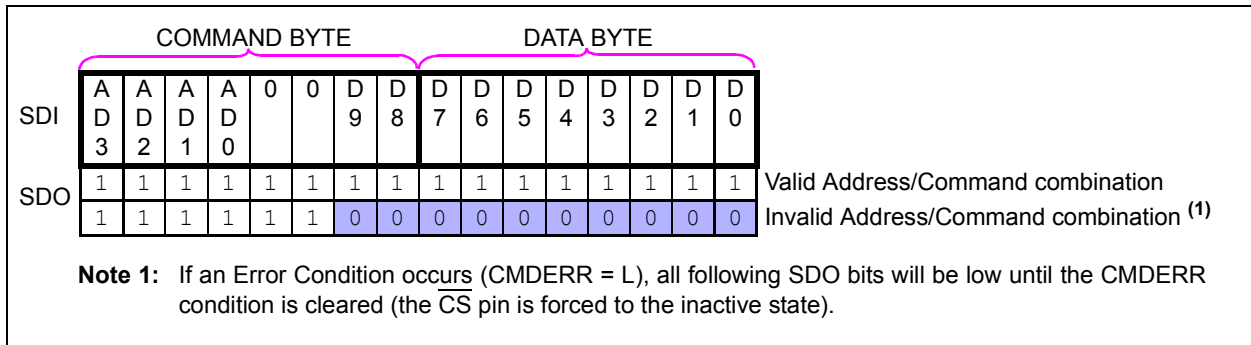 COMMAND BYTE DATA BYTE
SDI A D 3 A D 2 A D 1 A D 0 0 0 D 9 D 8 D 7 D 6 D 5 D 4 D 3 D 2 D 1 D 0
SDO 1 1 1 1 1 1 1 1 1 1 1 1 1 1 1 1 Valid Address/Command combination
1 1 1 1 1 1 0 0 0 0 0 0 0 0 0 0 Invalid Address/Command combination (1)
Note 1: If an Error Condition occurs (CMDERR = L), all following SDO bits will be low until the CMDERR
condition is cleared (the CS pin is forced to the inactive state).